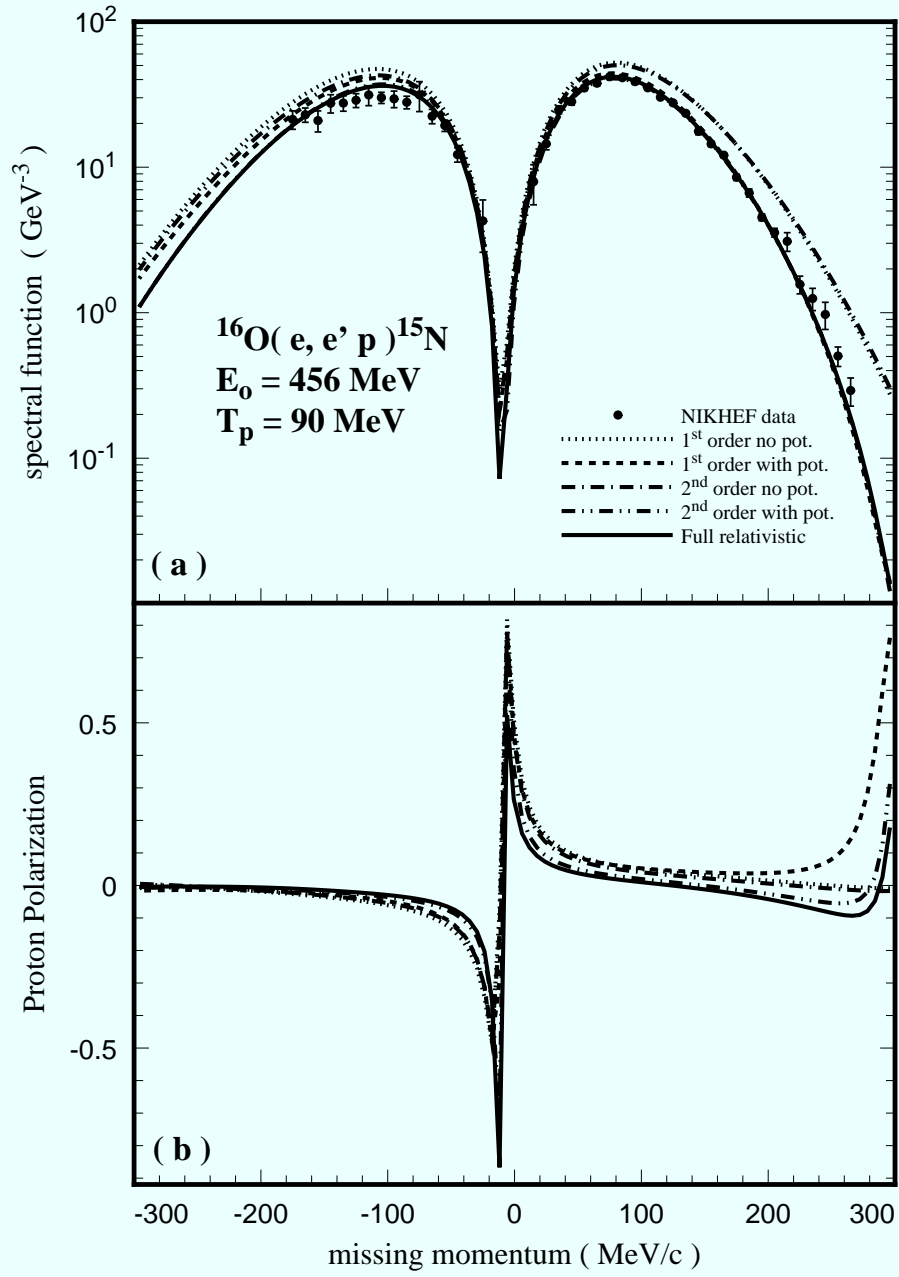 10²
10¹
10⁰
10⁻¹
spectral function ( GeV⁻³ )
¹⁶O( e, e’ p )¹⁵N
Eₒ = 456 MeV
Tₚ = 90 MeV
NIKHEF data
1ˢᵗ order no pot.
1ˢᵗ order with pot.
2ⁿᵈ order no pot.
2ⁿᵈ order with pot.
Full relativistic
( a )
0.5
0
-0.5
Proton Polarization
( b )
-300 -200 -100 0 100 200 300
missing momentum ( MeV/c )